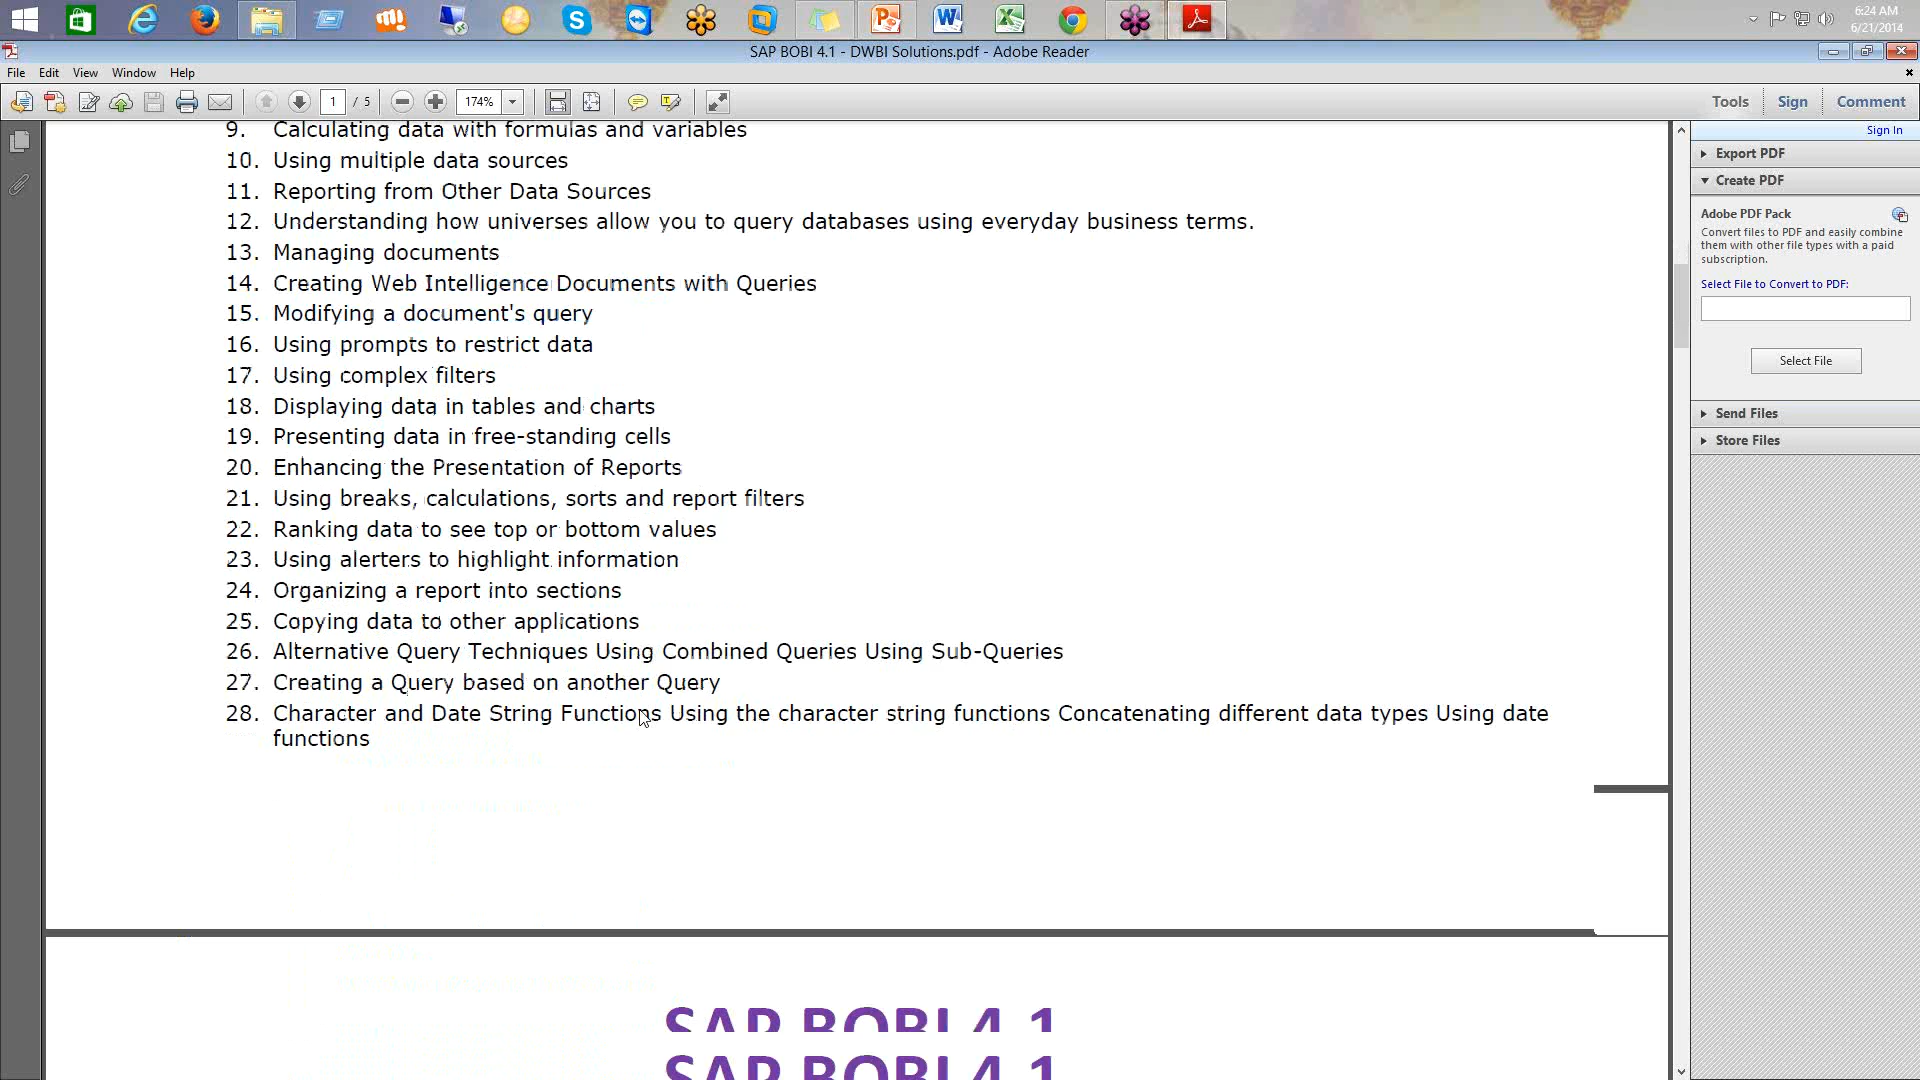 6:24 AM
6/21/2014
SAP BOBI 4.1 - DWBI Solutions.pdf - Adobe Reader
File Edit View Window Help
1 / 5 174% Tools Sign Comment
Sign In
9. Calculating data with formulas and variables
10. Using multiple data sources
11. Reporting from Other Data Sources
12. Understanding how universes allow you to query databases using everyday business terms.
13. Managing documents
14. Creating Web Intelligence Documents with Queries
15. Modifying a document's query
16. Using prompts to restrict data
17. Using complex filters
18. Displaying data in tables and charts
19. Presenting data in free-standing cells
20. Enhancing the Presentation of Reports
21. Using breaks, calculations, sorts and report filters
22. Ranking data to see top or bottom values
23. Using alerters to highlight information
24. Organizing a report into sections
25. Copying data to other applications
26. Alternative Query Techniques Using Combined Queries Using Sub-Queries
27. Creating a Query based on another Query
28. Character and Date String Functions Using the character string functions Concatenating different data types Using date
functions
SAP BOBI 4.1
SAP BOBI 4.1
Export PDF
Create PDF
Adobe PDF Pack
Convert files to PDF and easily combine
them with other file types with a paid
subscription.
Select File to Convert to PDF:
Select File
Send Files
Store Files